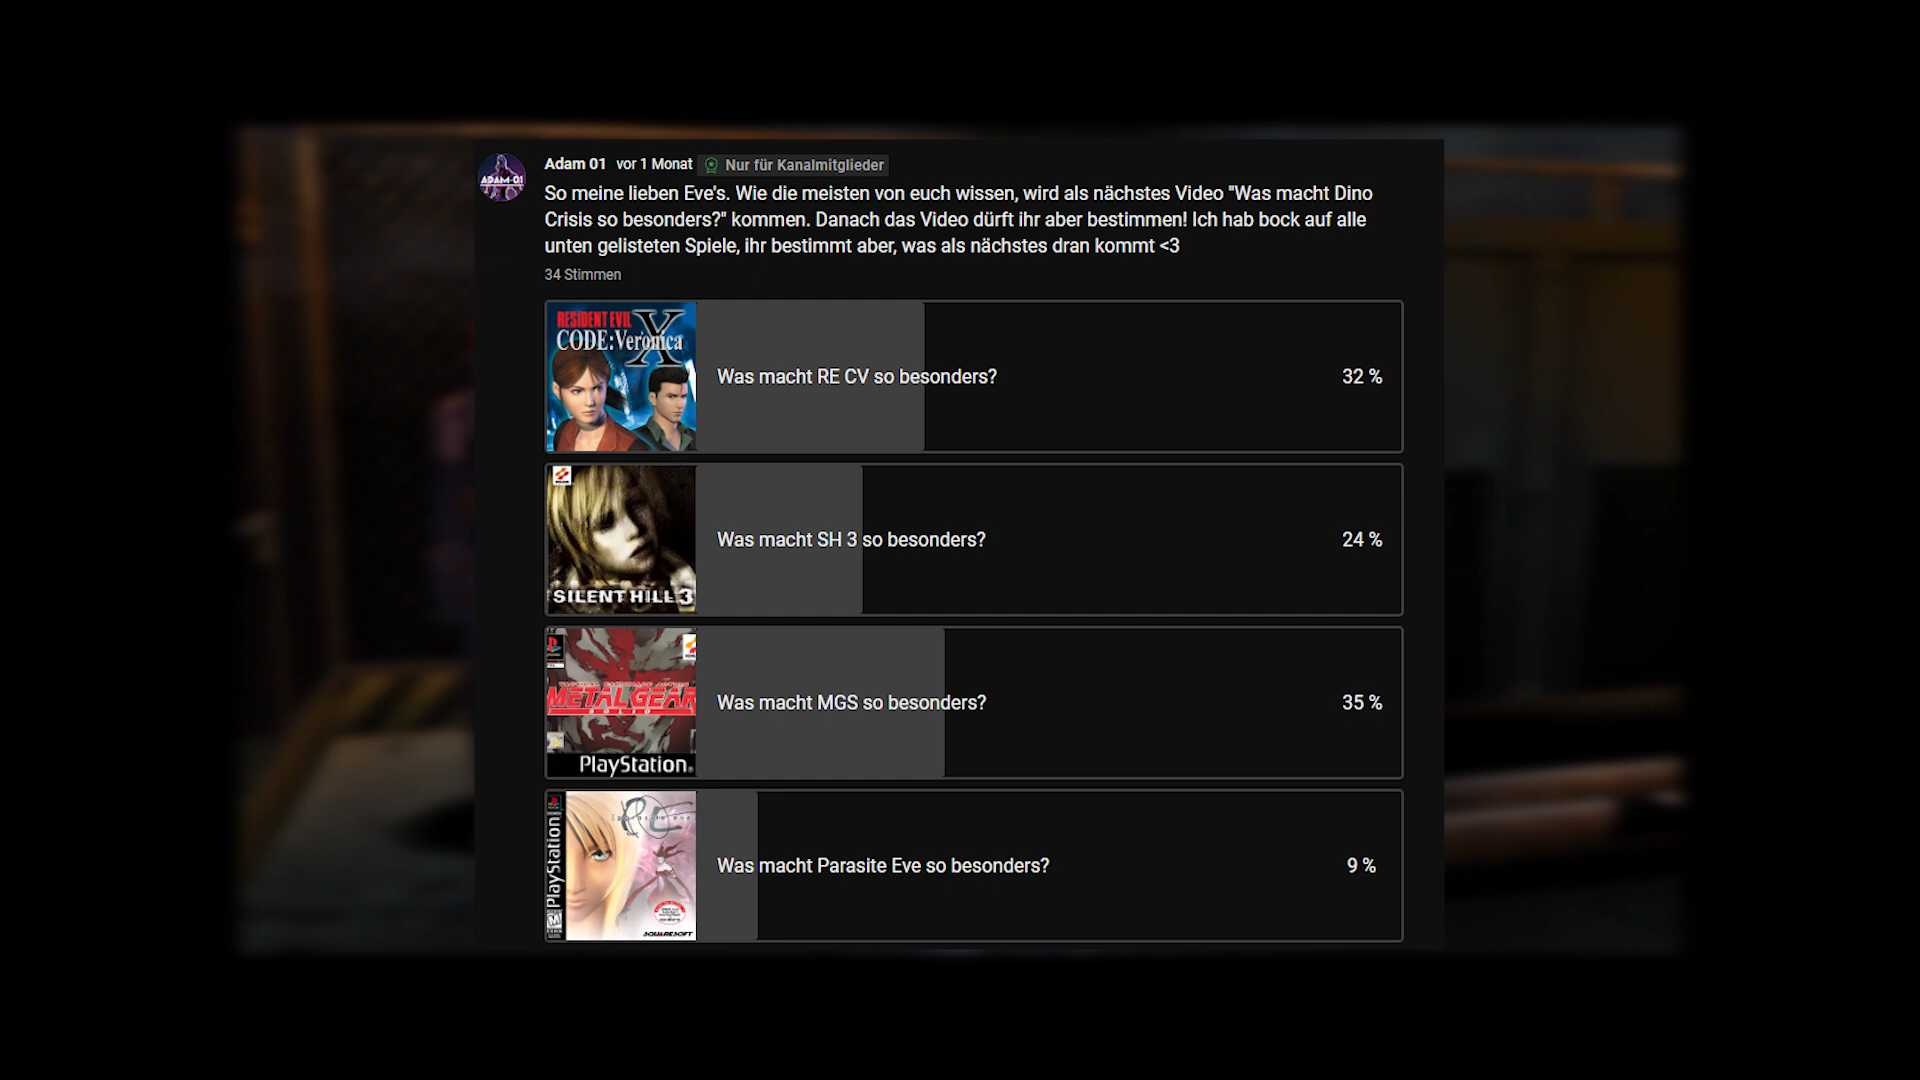 Adam 01 vor 1 Monat Nur für Kanalmitglieder
ADAM-01
So meine lieben Eve's. Wie die meisten von euch wissen, wird als nächstes Video "Was macht Dino
Crisis so besonders?" kommen. Danach das Video dürft ihr aber bestimmen! Ich hab bock auf alle
unten gelisteten Spiele, ihr bestimmt aber, was als nächstes dran kommt <3
34 Stimmen
RESIDENT EVIL
CODE:Veronica
X
Was macht RE CV so besonders?
32 %
SILENT HILL 3
Was macht SH 3 so besonders?
24 %
METAL GEAR
SOLID
PlayStation
Was macht MGS so besonders?
35 %
PlayStation
SQUARESOFT
Was macht Parasite Eve so besonders?
9 %